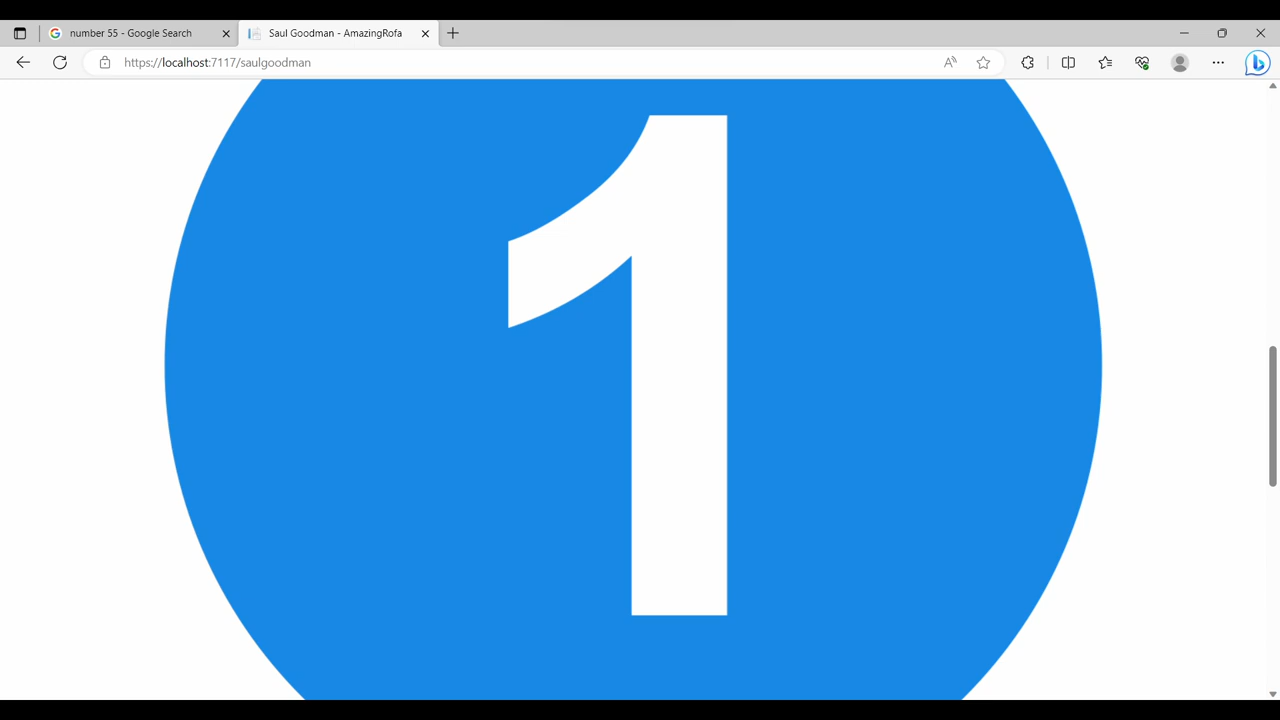 number 55 - Google Search
Saul Goodman - AmazingRofa
https://localhost:7117/saulgoodman
1